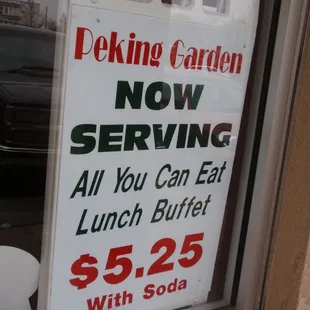 Peking Garden
NOW
SERVING
All You Can Eat
Lunch Buffet
$5.25
With Soda